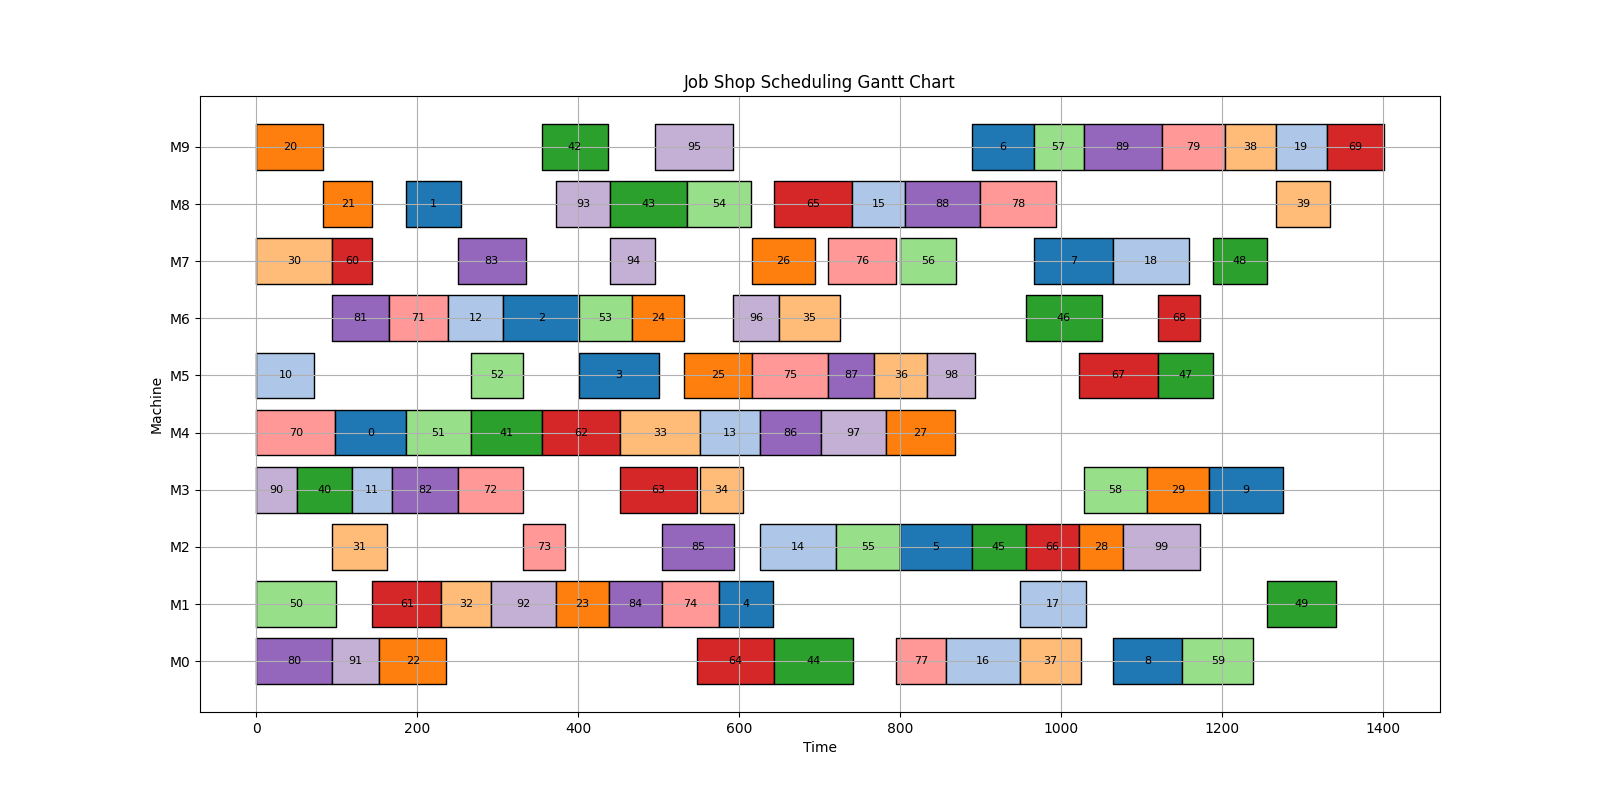 Job Shop Scheduling Gantt Chart
M9 20 42 95 6 57 89 79 38 19 69
M8 21 1 93 43 54 65 15 88 78 39
M7 30 60 83 94 26 76 56 7 18 48
M6 81 71 12 2 53 24 96 35 46 68
M5 10 52 3 25 75 87 36 98 67 47
M4 70 0 51 41 62 33 13 86 97 27
M3 90 40 11 82 72 63 34 58 29 9
M2 31 73 85 14 55 5 45 66 28 99
M1 50 61 32 92 23 84 74 4 17 49
M0 80 91 22 64 44 77 16 37 8 59
Machine
0 200 400 600 800 1000 1200 1400
Time